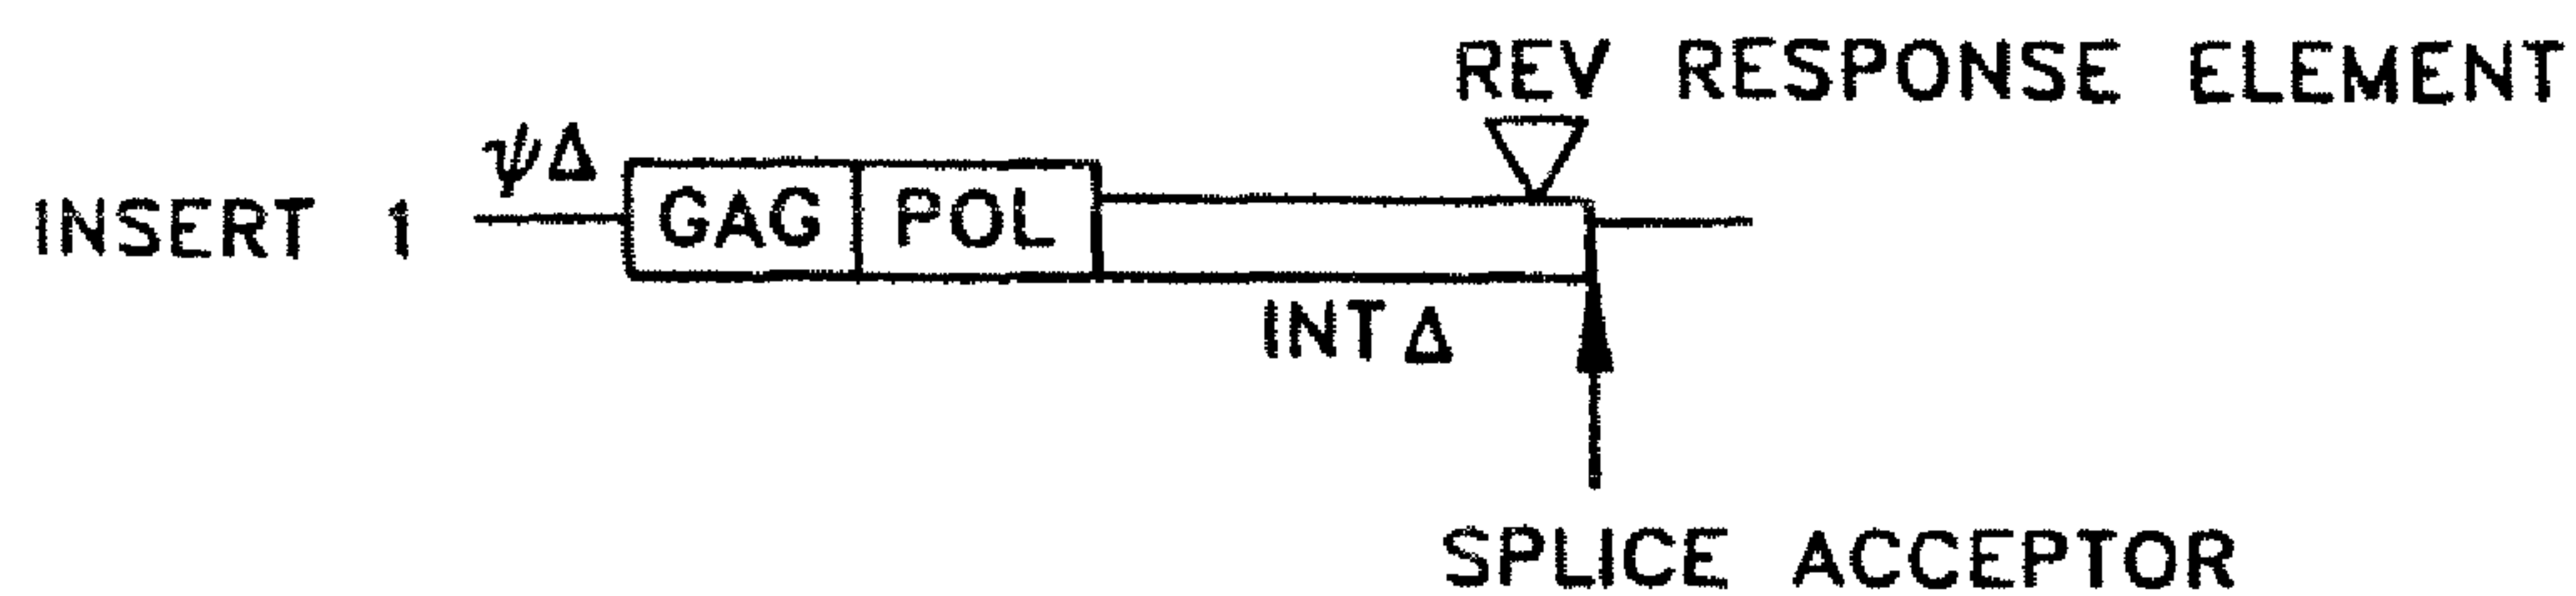 REV RESPONSE ELEMENT
ψΔ
INSERT 1 GAG POL
INTΔ
SPLICE ACCEPTOR